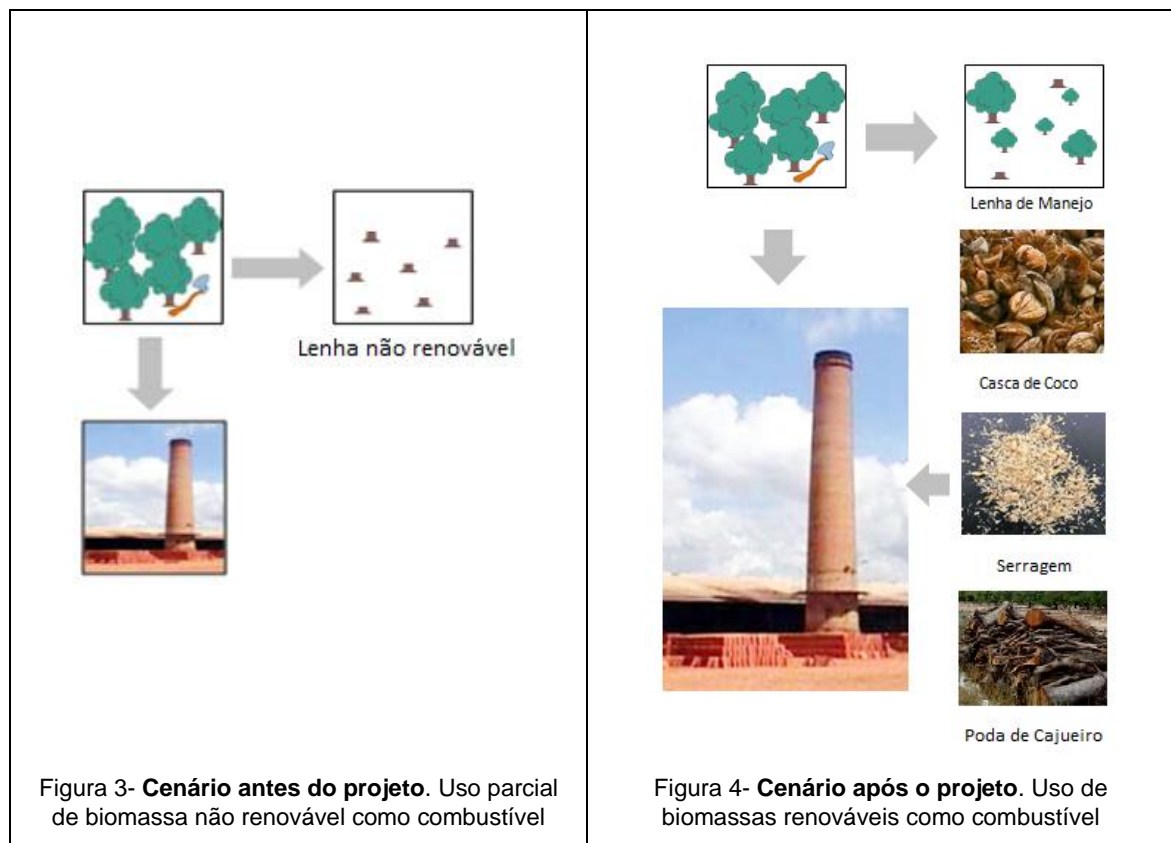 Lenha não renovável
Figura 3- Cenário antes do projeto. Uso parcial
de biomassa não renovável como combustível
Lenha de Manejo
Casca de Coco
Serragem
Poda de Cajueiro
Figura 4- Cenário após o projeto. Uso de
biomassas renováveis como combustível